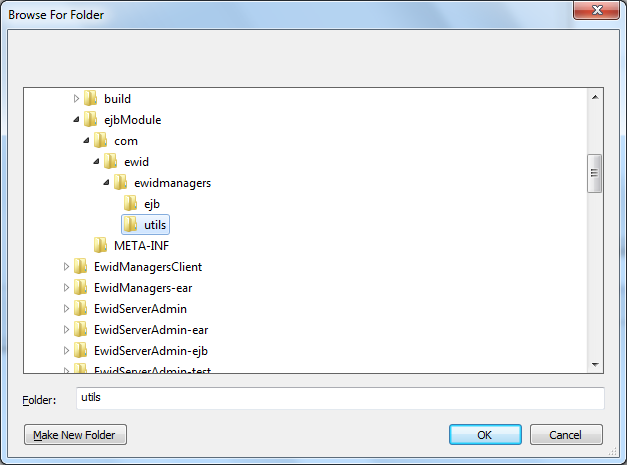 Browse For Folder
build
ejbModule
com
ewid
ewidmanagers
ejb
utils
META-INF
EwidManagersClient
EwidManagers-ear
EwidServerAdmin
EwidServerAdmin-ear
EwidServerAdmin-ejb
EwidServerAdmin-test
Folder: utils
Make New Folder OK Cancel